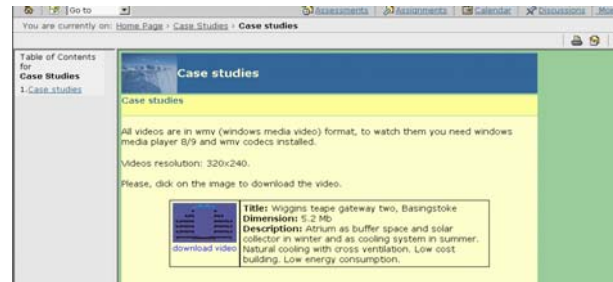 Go to
Assessments Assignments Calendar Discussions
You are currently on: Home Page › Case Studies › Case studies
Table of Contents
for
Case Studies
1.Case studies
Case studies
Case studies
All videos are in wmv (windows media video) format, to watch them you need windows
media player 8/9 and wmv codecs installed.
Videos resolution: 320x240.
Please, click on the image to download the video.
download video
Title: Wiggins teape gateway two, Basingstoke
Dimension: 5.2 Mb
Description: Atrium as buffer space and solar
collector in winter and as cooling system in summer.
Natural cooling with cross ventilation. Low cost
building. Low energy consumption.